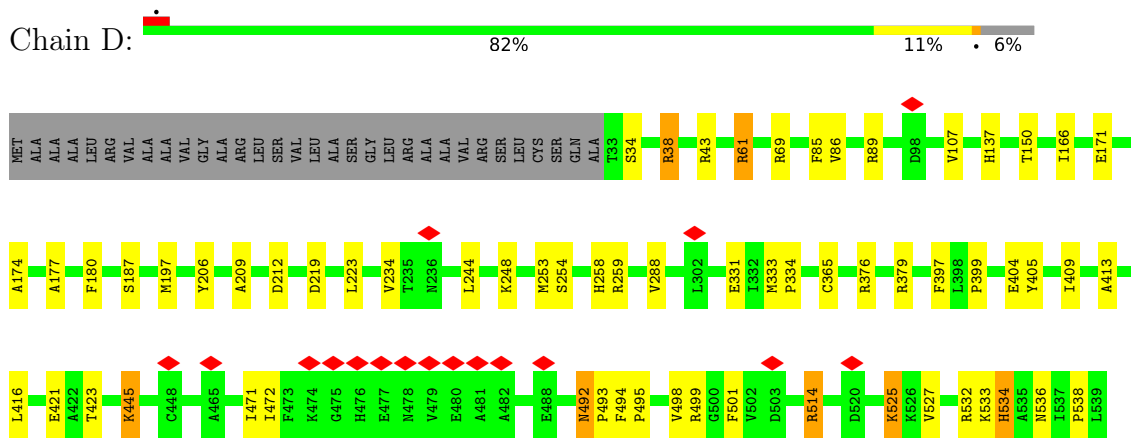 Chain D: • 82% 11% • 6%
MET ALA ALA ALA LEU ARG VAL ALA ALA VAL GLY ALA ARG LEU SER VAL LEU ALA SER GLY LEU ARG ALA ALA VAL ARG SER LEU CYS SER GLN ALA T33 S34 R38 R43 R61 R69 F85 V86 R89 D98 V107 H137 T150 I166 E171
A174 A177 F180 S187 M197 Y206 A209 D212 D219 L223 V234 T235 N236 L244 K248 M253 S254 H258 R259 V288 L302 E331 I332 M333 P334 C365 R376 R379 F397 L398 P399 E404 Y405 I409 A413
L416 E421 A422 T423 K445 C448 A465 I471 I472 F473 K474 G475 H476 E477 N478 V479 E480 A481 A482 E488 N492 P493 F494 P495 V498 R499 G500 F501 V502 D503 R514 D520 K525 K526 V527 R532 K533 H534 A535 N536 I537 P538 L539